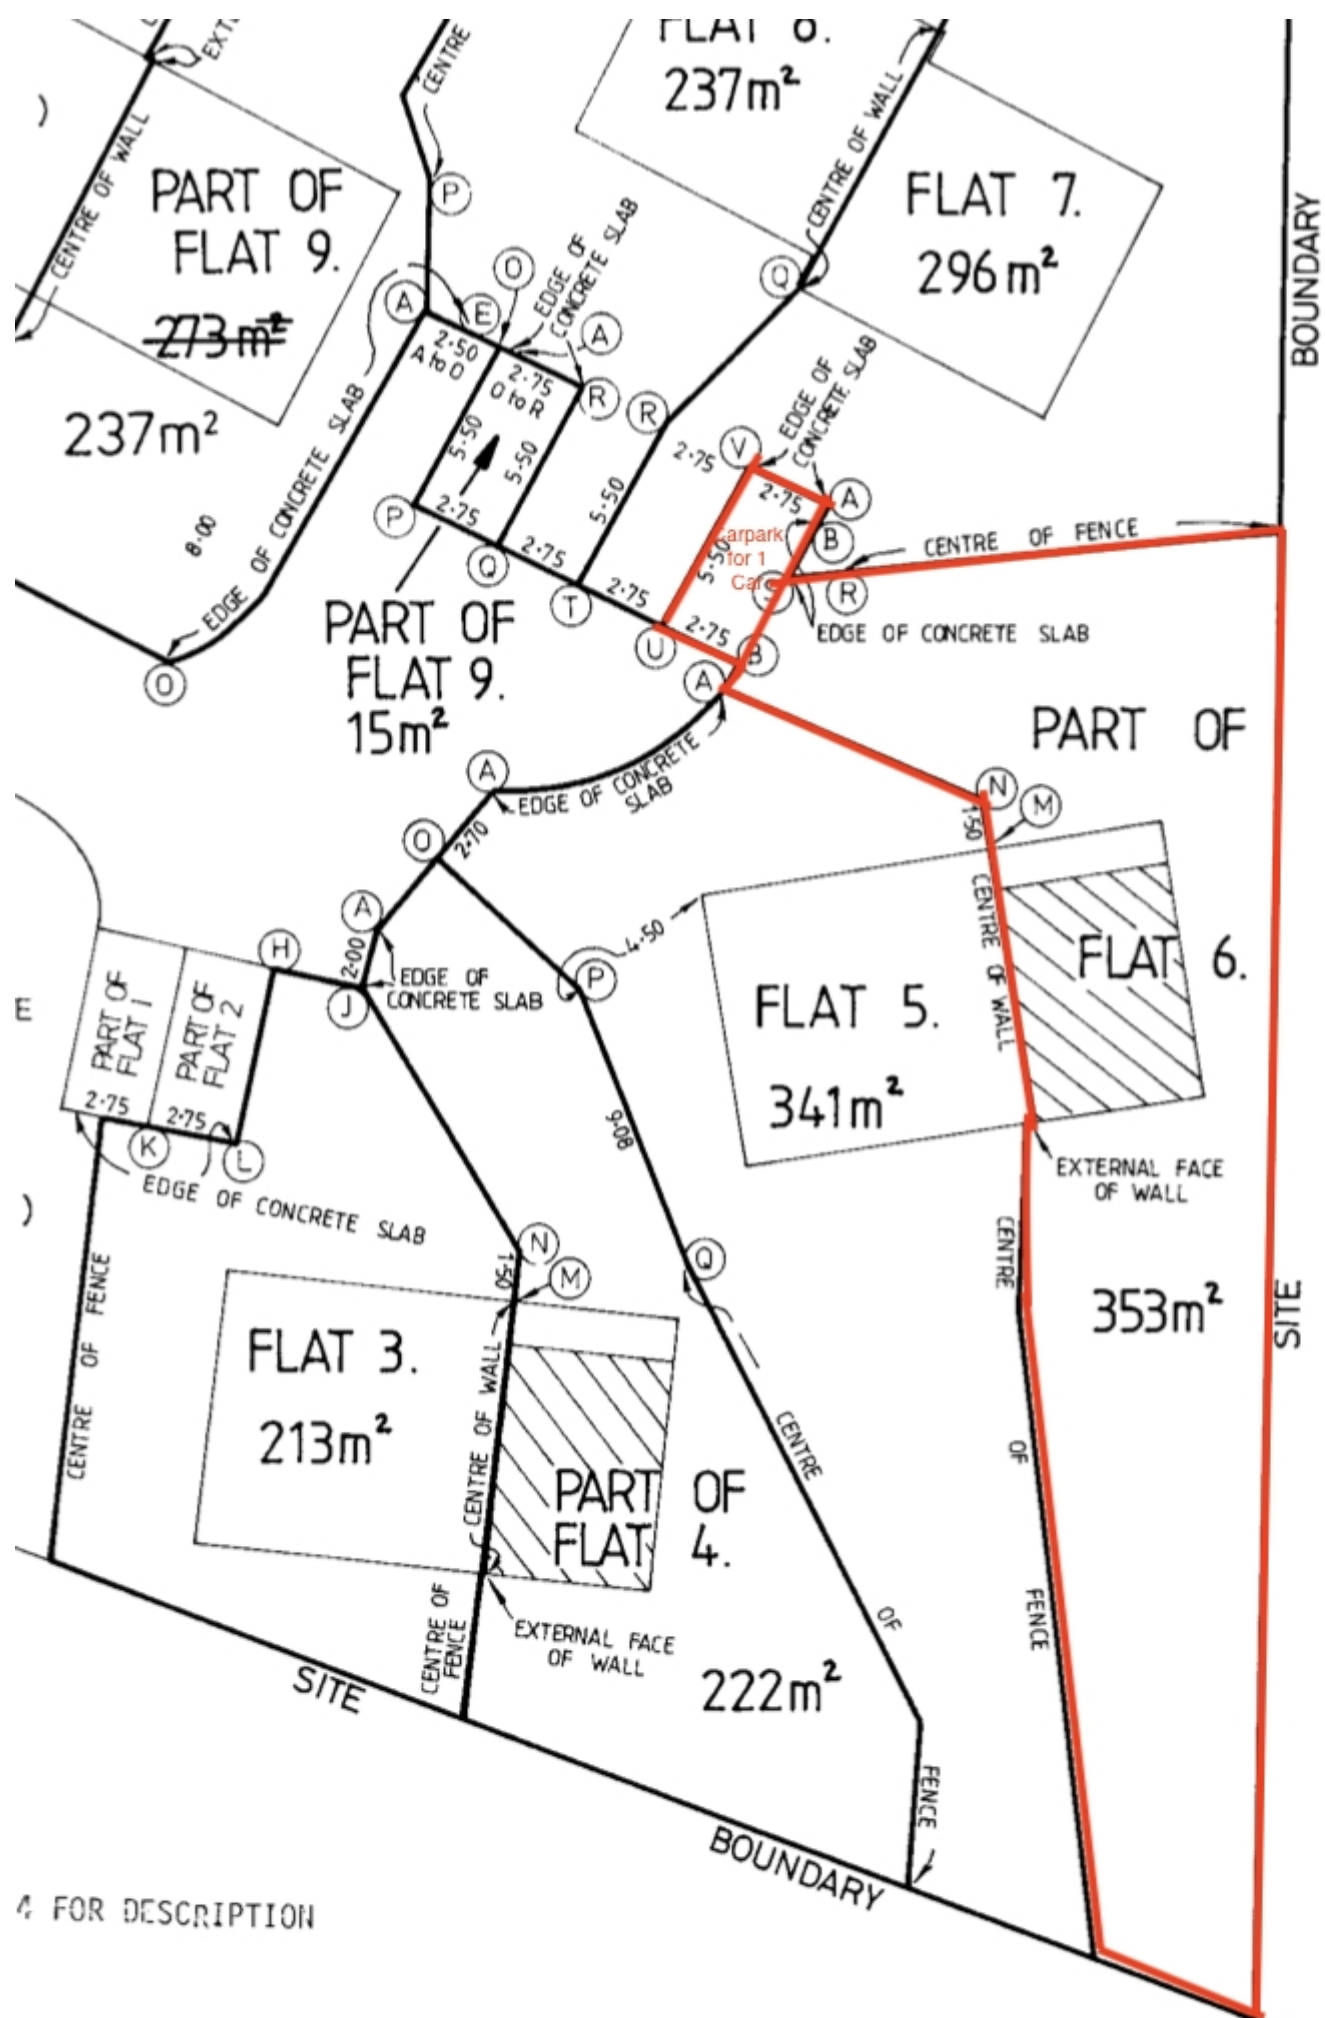 FLAT 8.
237m²
CENTRE
CENTRE OF WALL
CENTRE OF WALL
PART OF
FLAT 9.
273m²
237m²
FLAT 7.
296m²
BOUNDARY
P
Q
O
EDGE OF
CONCRETE SLAB
A
E
A
2·50
A to O
2·75
O to R
R
R
5·50
5·50
5·50
EDGE OF CONCRETE SLAB
8·00
P
2·75
Q
2·75
T
2·75
U
2·75
B
A
V
2·75
2·75
EDGE OF
CONCRETE SLAB
A
B
Carpark
for 1
Car
5·50
S
R
CENTRE OF FENCE
EDGE OF CONCRETE SLAB
O
PART OF
FLAT 9.
15m²
PART OF
A
EDGE OF CONCRETE
SLAB
N
M
1·50
O
2·70
A
2·00
4·50
CENTRE OF WALL
FLAT 6.
H
J
EDGE OF
CONCRETE SLAB
P
FLAT 5.
341m²
E
PART OF
FLAT 1
PART OF
FLAT 2
2·75
2·75
K
L
9·08
EDGE OF CONCRETE SLAB
EXTERNAL FACE
OF WALL
)
)
CENTRE OF FENCE
N
M
1·50
Q
CENTRE OF FENCE
353m²
SITE
FLAT 3.
213m²
CENTRE OF WALL
CENTRE OF FENCE
PART OF
FLAT 4.
CENTRE OF
FENCE
EXTERNAL FACE
OF WALL
222m²
SITE
BOUNDARY
4 FOR DESCRIPTION